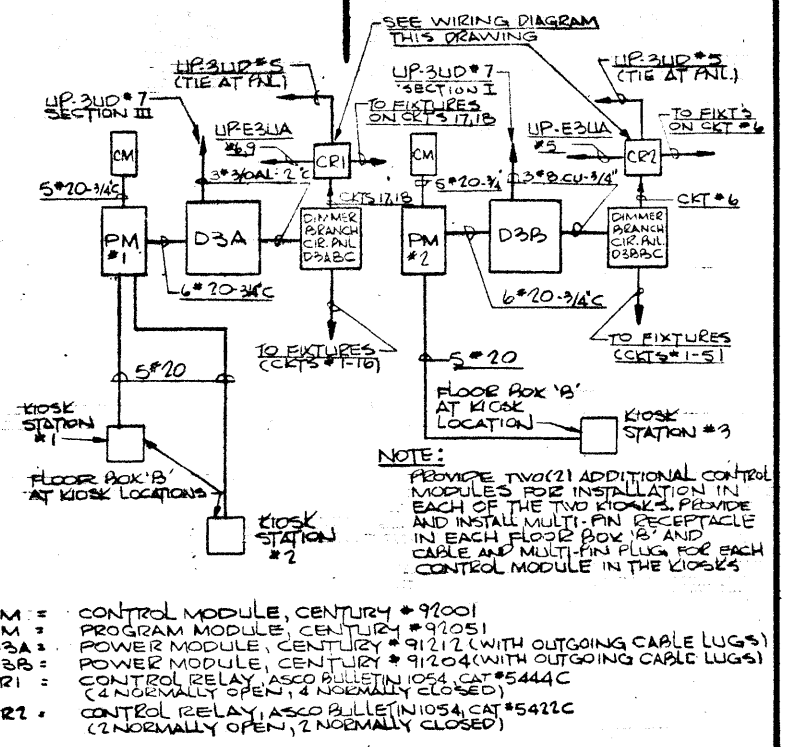 SEE WIRING DIAGRAM
THIS DRAWING
UP-3UD #5
(TIE AT PNL)
UP-3UD #7
SECTION III
TO FIXTURES
ON CKTS 17,18
UP-E3UA
#6,9
CM
CR1
3#3/0AL-2"C
5#20-3/4"C
CKTS 17,18
PM
#1
D3A
DIMMER
BRANCH
CIR. PNL
D3ABC
6#20-3/4"C
TO FIXTURES
(CKTS #1-16)
5#20
KIOSK
STATION
#1
FLOOR BOX 'B'
AT KIOSK LOCATIONS
KIOSK
STATION
#2
UP-3UD #7
SECTION I
UP-3UD #5
(TIE AT PNL.)
TO FIXT'S
ON CKT #6
UP-E3UA
#5
CM
CR2
5#20-3/4"
3#8.CU-3/4"
CKT #6
PM
#2
D3B
DIMMER
BRANCH
CIR. PNL.
D3BBC
6#20-3/4"C
TO FIXTURES
(CKTS #1-5)
5#20
FLOOR BOX 'B'
AT KIOSK
LOCATION
KIOSK
STATION #3
NOTE:
PROVIDE TWO(2) ADDITIONAL CONTROL
MODULES FOR INSTALLATION IN
EACH OF THE TWO KIOSKS. PROVIDE
AND INSTALL MULTI-PIN RECEPTACLE
IN EACH FLOOR BOX 'B' AND
CABLE AND MULTI-PIN PLUG FOR EACH
CONTROL MODULE IN THE KIOSKS
M = CONTROL MODULE, CENTURY #92001
M = PROGRAM MODULE, CENTURY #92051
3A = POWER MODULE, CENTURY #91212 (WITH OUTGOING CABLE LUGS)
3B = POWER MODULE, CENTURY #91204 (WITH OUTGOING CABLE LUGS)
R1 = CONTROL RELAY, ASCO BULLETIN 1054, CAT #5444C
(4 NORMALLY OPEN, 4 NORMALLY CLOSED)
R2 = CONTROL RELAY, ASCO BULLETIN 1054, CAT #5422C
(2 NORMALLY OPEN, 2 NORMALLY CLOSED)